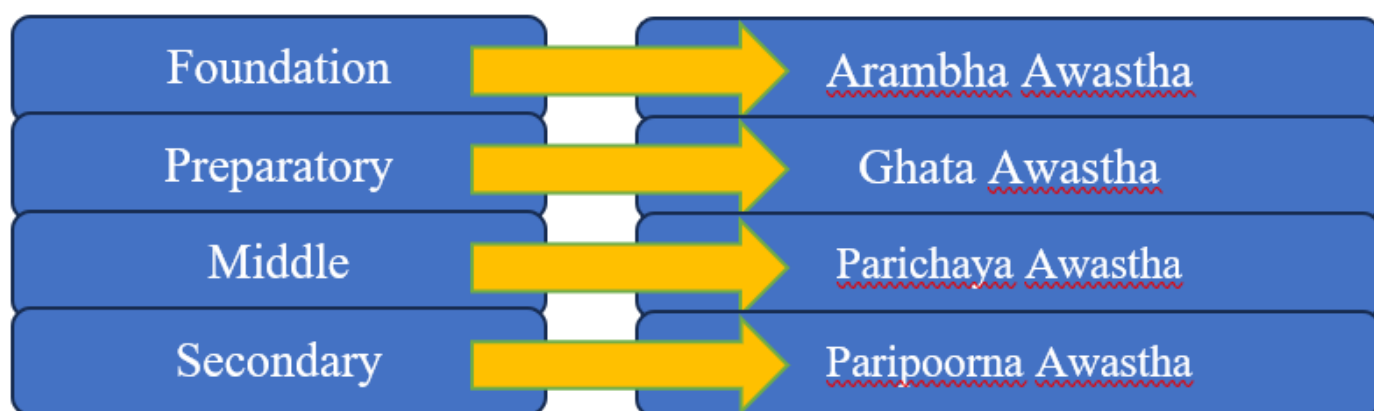 Foundation
Arambha Awastha
Preparatory
Ghata Awastha
Middle
Parichaya Awastha
Secondary
Paripoorna Awastha